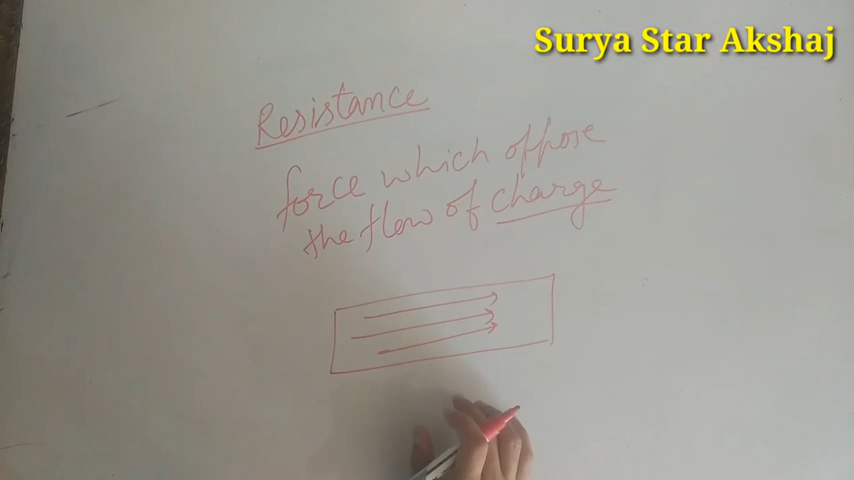 Surya Star Akshaj
Resistance
force which oppose
the flow of charge